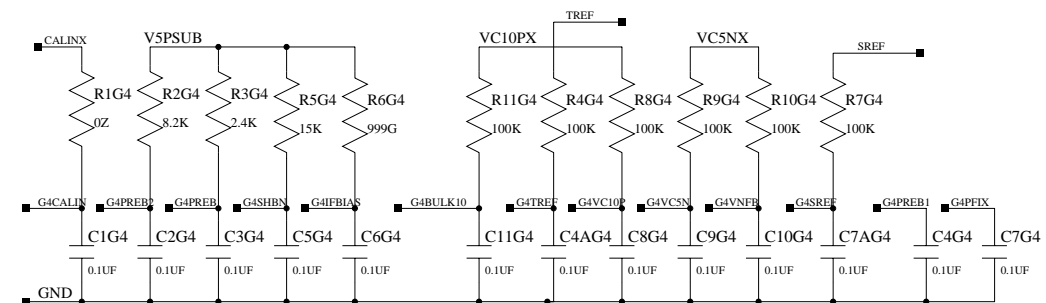 TREF
CALINX
V5PSUB
VC10PX
VC5NX
SREF
R1G4
R2G4
R3G4
R5G4
R6G4
R11G4
R4G4
R8G4
R9G4
R10G4
R7G4
0Z
8.2K
2.4K
15K
999G
100K
100K
100K
100K
100K
100K
G4CALIN
G4PREB2
G4PREB
G4SHBN
G4IFBIAS
G4BULK10
G4TREF
G4VC10P
G4VC5N
G4VNFB
G4SREF
G4PREB1
G4PFIX
C1G4
C2G4
C3G4
C5G4
C6G4
C11G4
C4AG4
C8G4
C9G4
C10G4
C7AG4
C4G4
C7G4
0.1UF
0.1UF
0.1UF
0.1UF
0.1UF
0.1UF
0.1UF
0.1UF
0.1UF
0.1UF
0.1UF
0.1UF
0.1UF
GND